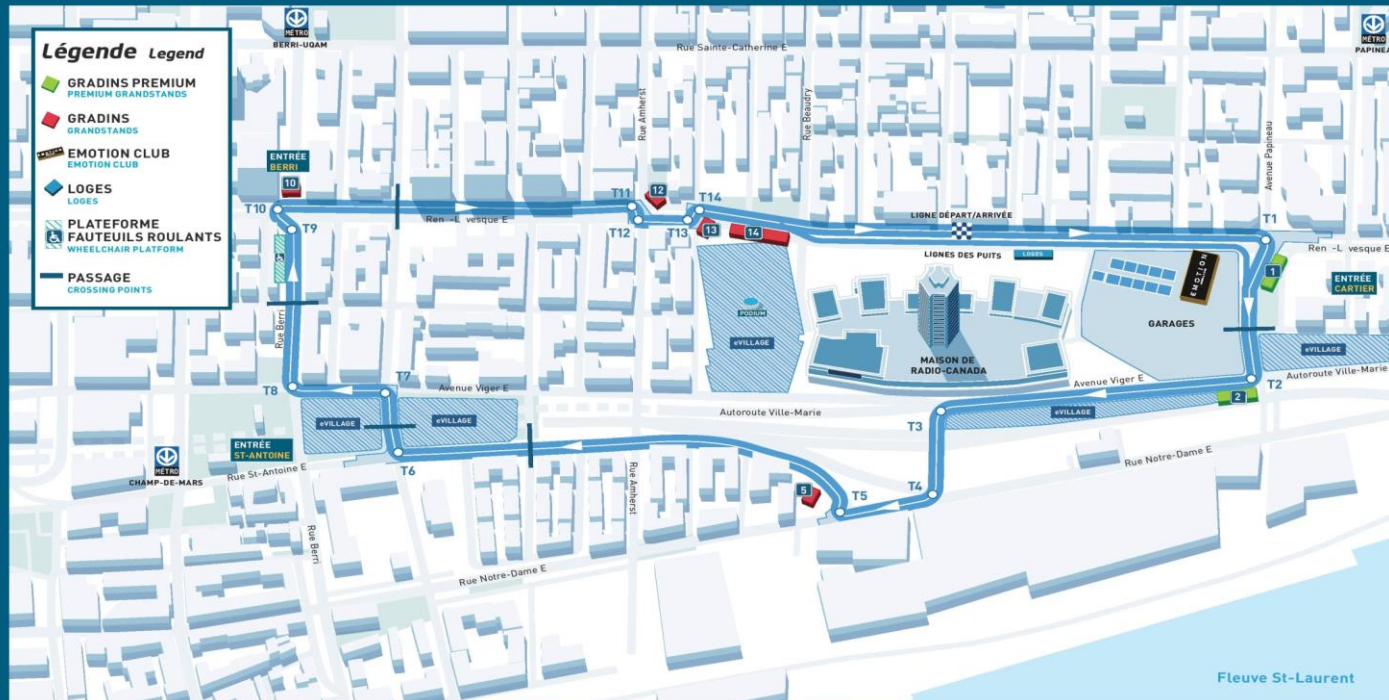 Légende Legend
GRADINS PREMIUM
PREMIUM GRANDSTANDS
GRADINS
GRANDSTANDS
EMOTION CLUB
EMOTION CLUB
LOGES
LOGES
PLATEFORME
FAUTEUILS ROULANTS
WHEELCHAIR PLATFORM
PASSAGE
CROSSING POINTS
MÉTRO
BERRI-UQAM
MÉTRO
PAPINEA
Rue Sainte-Catherine E
Rue Amherst
Rue Beaudry
Avenue Papineau
ENTRÉE
BERRI
10
T10
T9
T11
12
T14
T12
T13
13
14
Ren -L vesque E
LIGNE DÉPART/ARRIVÉE
T1
Ren -L vesque E
LIGNES DES PUITS
LOGES
EMOTION
1
ENTRÉE
CARTIER
Rue Berri
PODIUM
eVILLAGE
GARAGES
MAISON DE
RADIO-CANADA
eVILLAGE
T8
T7
Avenue Viger E
Avenue Viger E
T2
Autoroute Ville-Marie
2
Autoroute Ville-Marie
eVILLAGE
eVILLAGE
eVILLAGE
T3
ENTRÉE
ST-ANTOINE
MÉTRO
CHAMP-DE-MARS
Rue St-Antoine E
T6
Rue Amherst
5
T5
T4
Rue Notre-Dame E
Rue Berri
Rue Notre-Dame E
Fleuve St-Laurent